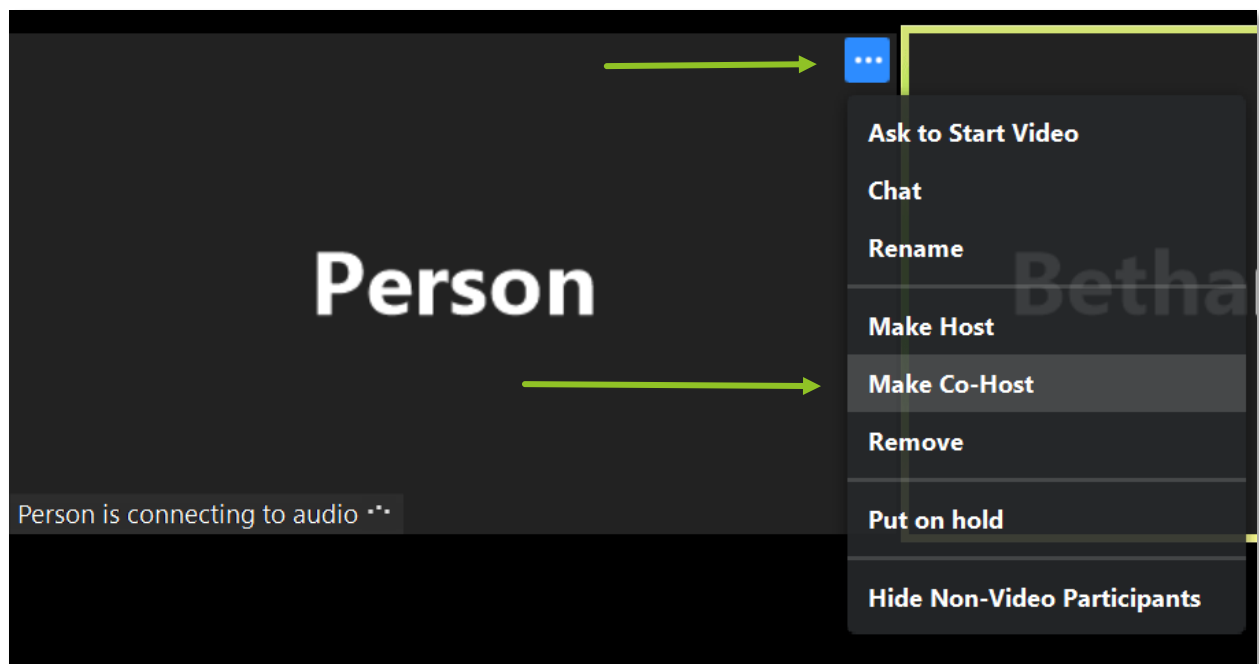 Ask to Start Video
Chat
Rename
Person
Betha
Make Host
Make Co-Host
Remove
Person is connecting to audio
Put on hold
Hide Non-Video Participants